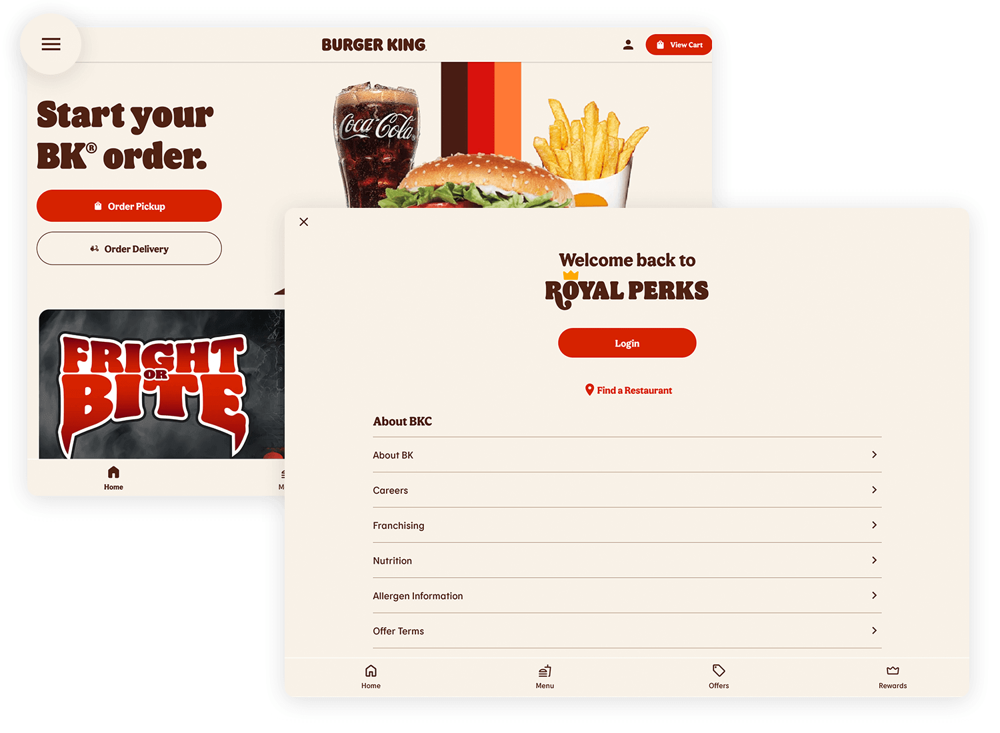 BURGER KING
View Cart
Start your
BK® order.
Coca-Cola
Order Pickup
Order Delivery
FRIGHT
OR
BITE
Home
Welcome back to
ROYAL PERKS
Login
Find a Restaurant
About BKC
About BK
Careers
Franchising
Nutrition
Allergen Information
Offer Terms
Home
Menu
Offers
Rewards